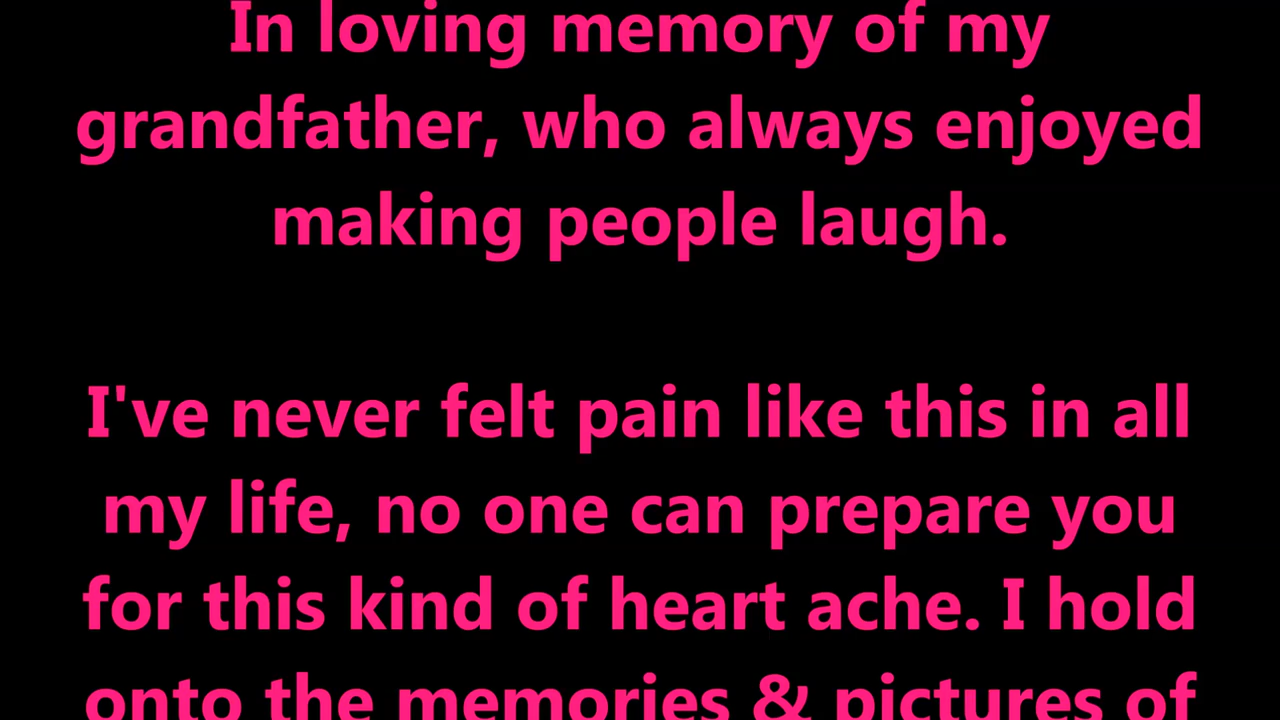 In loving memory of my
grandfather, who always enjoyed
making people laugh.
I've never felt pain like this in all
my life, no one can prepare you
for this kind of heart ache. I hold
onto the memories & pictures of